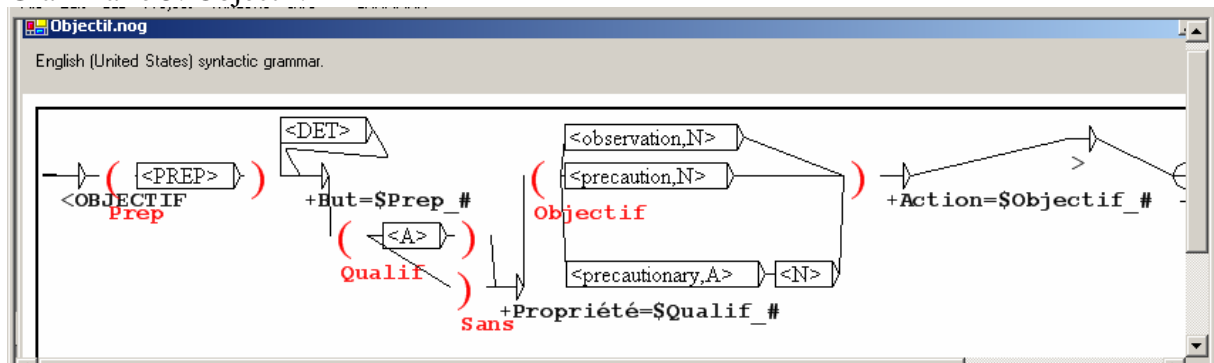 Objectif.nog
English (United States) syntactic grammar.
<DET>
<observation,N>
<PREP>
<precaution,N>
>
<OBJECTIF
Prep
+But=$Prep_#
Objectif
+Action=$Objectif_#
<A>
Qualif
<precautionary,A>
<N>
+Propriété=$Qualif_#
Sans